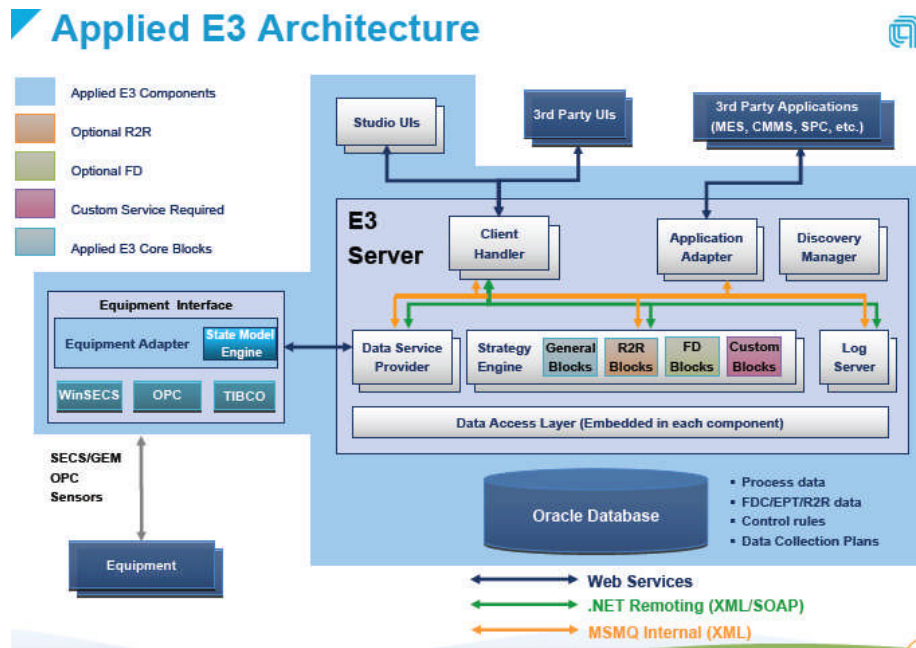 Applied E3 Architecture
Applied E3 Components
Optional R2R
Optional FD
Custom Service Required
Applied E3 Core Blocks
Studio UIs
3rd Party UIs
3rd Party Applications
(MES, CMMS, SPC, etc.)
E3
Server
Client
Handler
Application
Adapter
Discovery
Manager
Equipment Interface
Equipment Adapter
State Model
Engine
WinSECS
OPC
TIBCO
Data Service
Provider
Strategy
Engine
General
Blocks
R2R
Blocks
FD
Blocks
Custom
Blocks
Log
Server
Data Access Layer (Embedded in each component)
SECS/GEM
OPC
Sensors
Equipment
Oracle Database
▪ Process data
▪ FDC/EPT/R2R data
▪ Control rules
▪ Data Collection Plans
Web Services
.NET Remoting (XML/SOAP)
MSMQ Internal (XML)